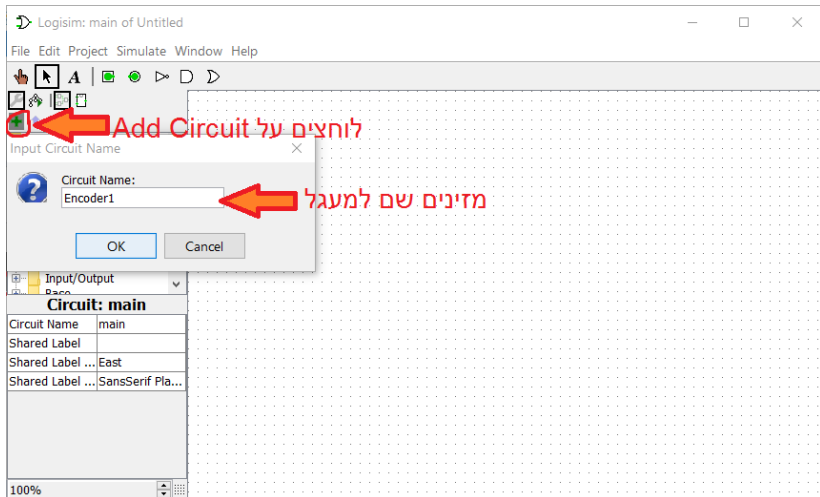 Logisim: main of Untitled
File Edit Project Simulate Window Help
לוחצים על Add Circuit
Input Circuit Name
Circuit Name:
Encoder1
מזינים שם למעגל
OK Cancel
Input/Output
Base
Circuit: main
Circuit Name main
Shared Label
Shared Label ... East
Shared Label ... SansSerif Pla...
100%